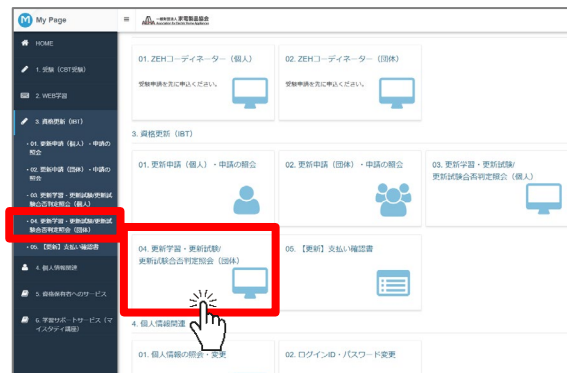 M My Page
一般財団法人 家電製品協会
Association for Electric Home Appliances
HOME
1. 受験（CBT受験）
2. WEB学習
3. 資格更新（IBT）
・01. 更新申請（個人）・申請の
照会
・02. 更新申請（団体）・申請の
照会
・03. 更新学習・更新試験/更新試
験合否判定照会（個人）
・04. 更新学習・更新試験/更新試
験合否判定照会（団体）
・05. 【更新】支払い確認書
4. 個人情報関連
5. 資格保有者へのサービス
6. 学習サポートサービス（マ
イスタディ講座）
01. ZEHコーディネーター（個人）
受験申請を先に申込ください。
02. ZEHコーディネーター（団体）
受験申請を先に申込ください。
3. 資格更新（IBT）
01. 更新申請（個人）・申請の照会
02. 更新申請（団体）・申請の照会
03. 更新学習・更新試験/
更新試験合否判定照会（個人）
04. 更新学習・更新試験/
更新試験合否判定照会（団体）
05. 【更新】支払い確認書
4. 個人情報関連
01. 個人情報の照会・変更
02. ログインID・パスワード変更